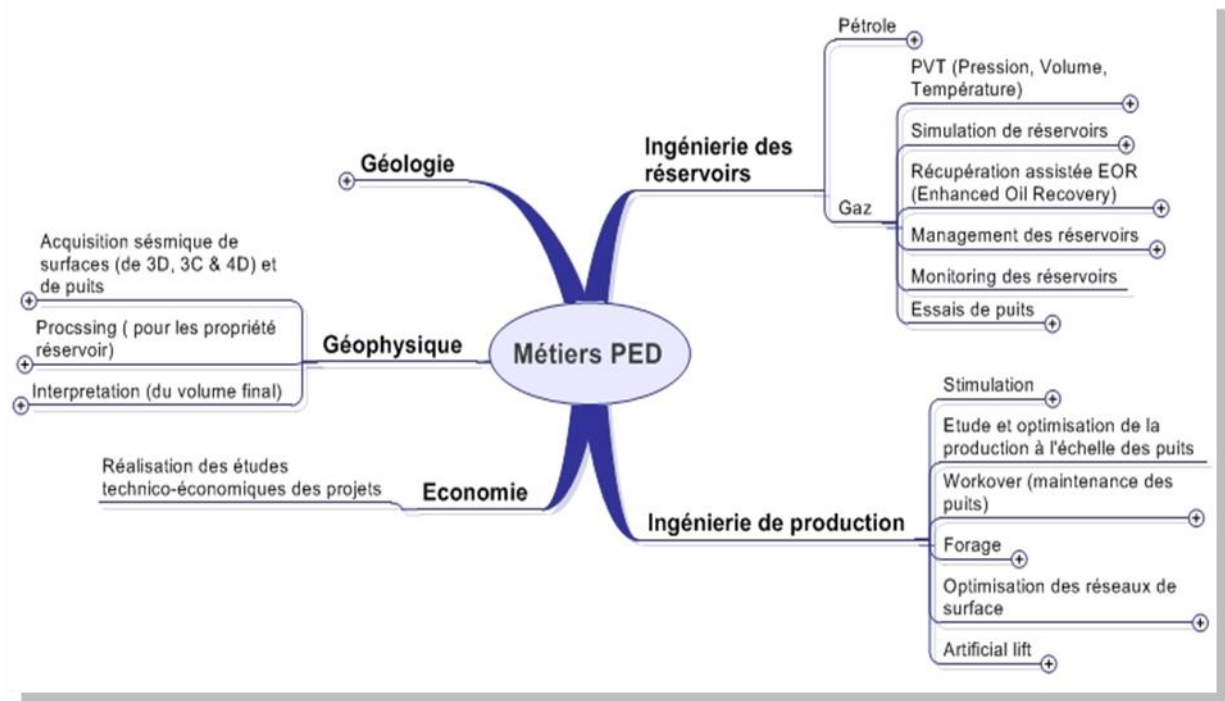 Métiers PED
Géologie
Géophysique
Acquisition sésmique de
surfaces (de 3D, 3C & 4D) et
de puits
Procssing ( pour les propriété
réservoir)
Interpretation (du volume final)
Economie
Réalisation des études
technico-économiques des projets
Ingénierie des
réservoirs
Pétrole
Gaz
PVT (Pression, Volume,
Température)
Simulation de réservoirs
Récupération assistée EOR
(Enhanced Oil Recovery)
Management des réservoirs
Monitoring des réservoirs
Essais de puits
Ingénierie de production
Stimulation
Etude et optimisation de la
production à l'échelle des puits
Workover (maintenance des
puits)
Forage
Optimisation des réseaux de
surface
Artificial lift